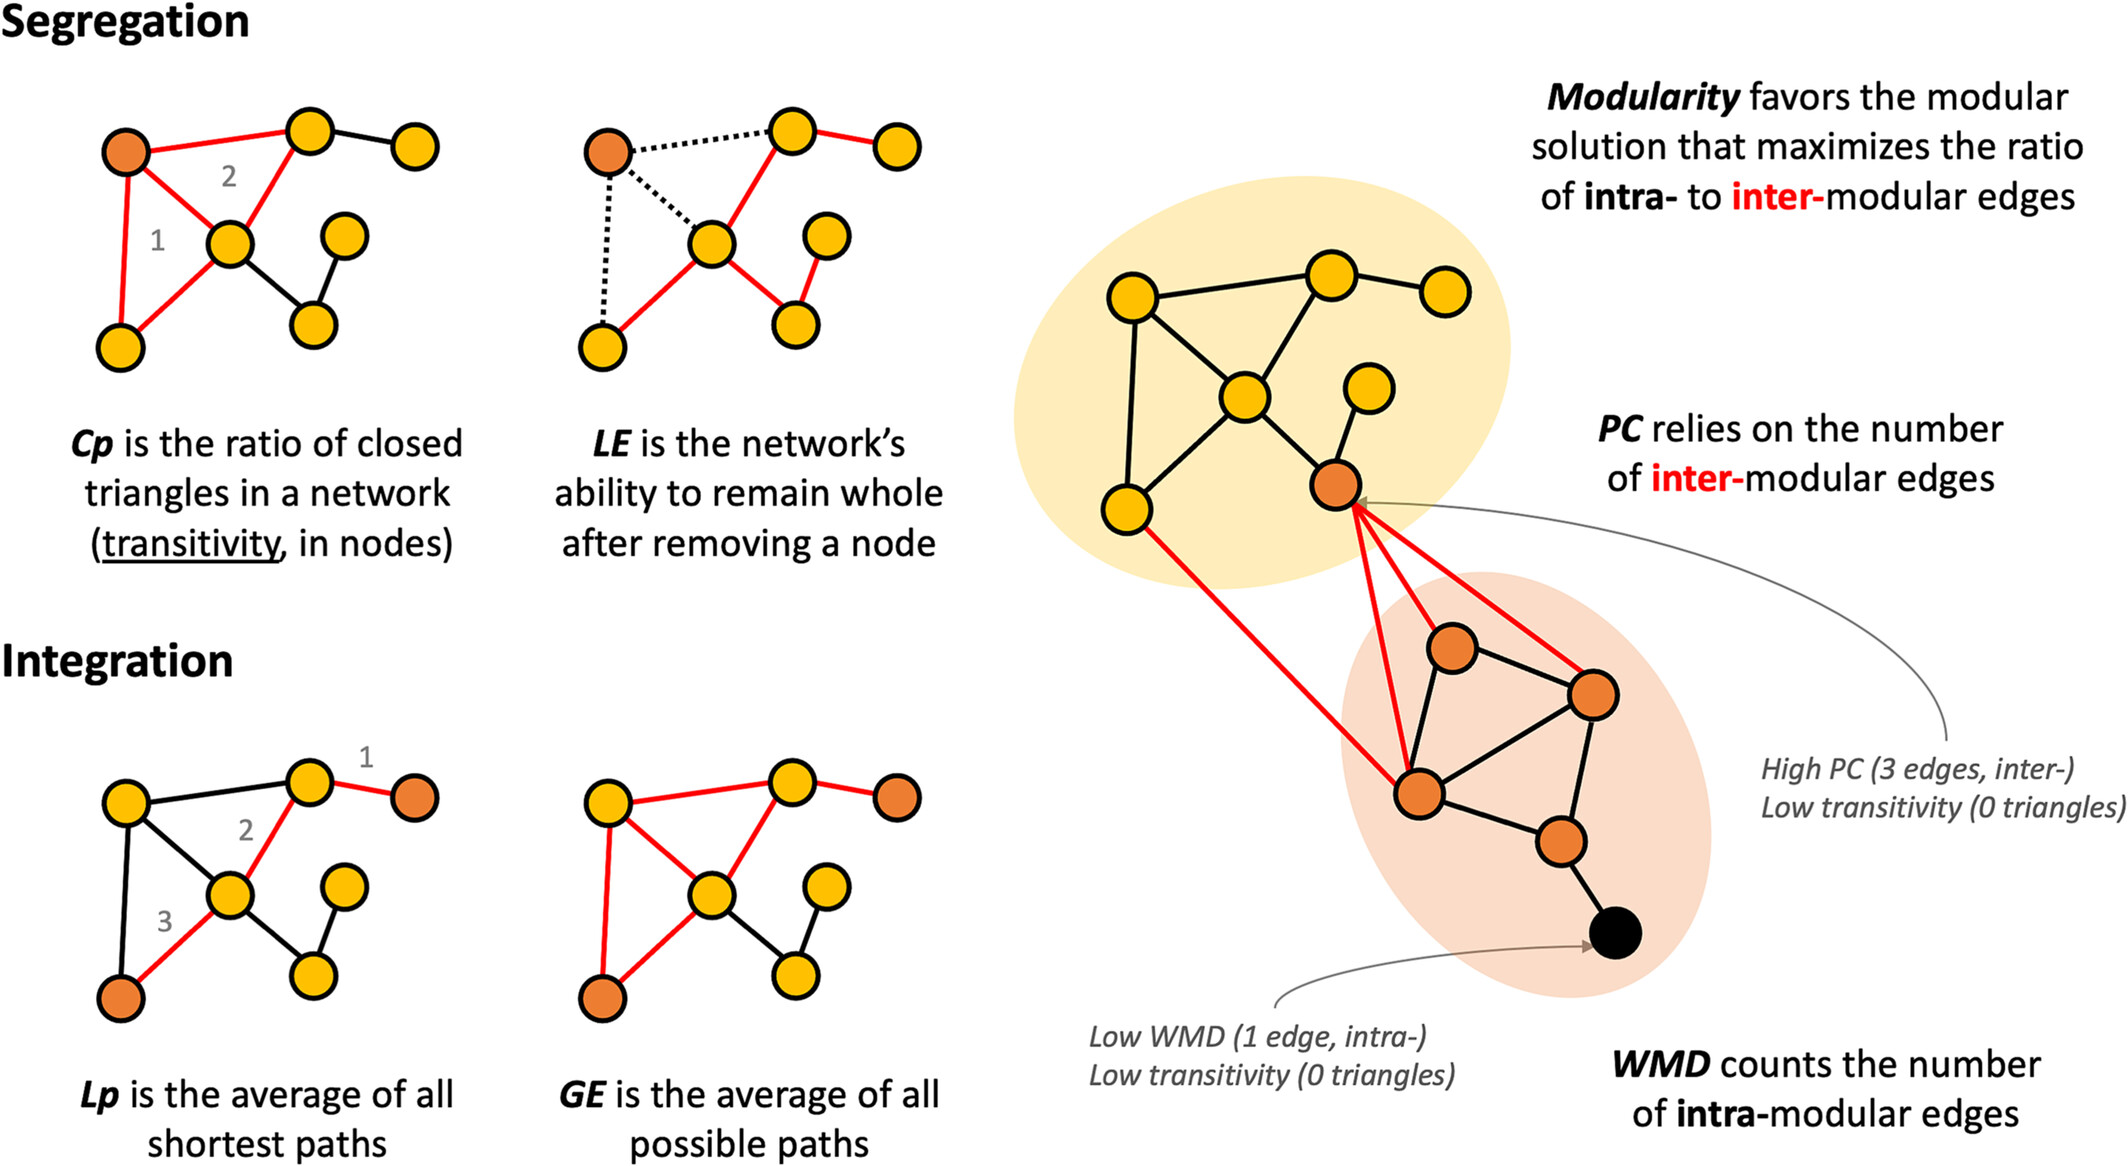 Segregation
2
1
Cp is the ratio of closed
triangles in a network
(transitivity, in nodes)
LE is the network's
ability to remain whole
after removing a node
Integration
1
2
3
Lp is the average of all
shortest paths
GE is the average of all
possible paths
Modularity favors the modular
solution that maximizes the ratio
of intra- to inter-modular edges
PC relies on the number
of inter-modular edges
High PC (3 edges, inter-)
Low transitivity (0 triangles)
Low WMD (1 edge, intra-)
Low transitivity (0 triangles)
WMD counts the number
of intra-modular edges